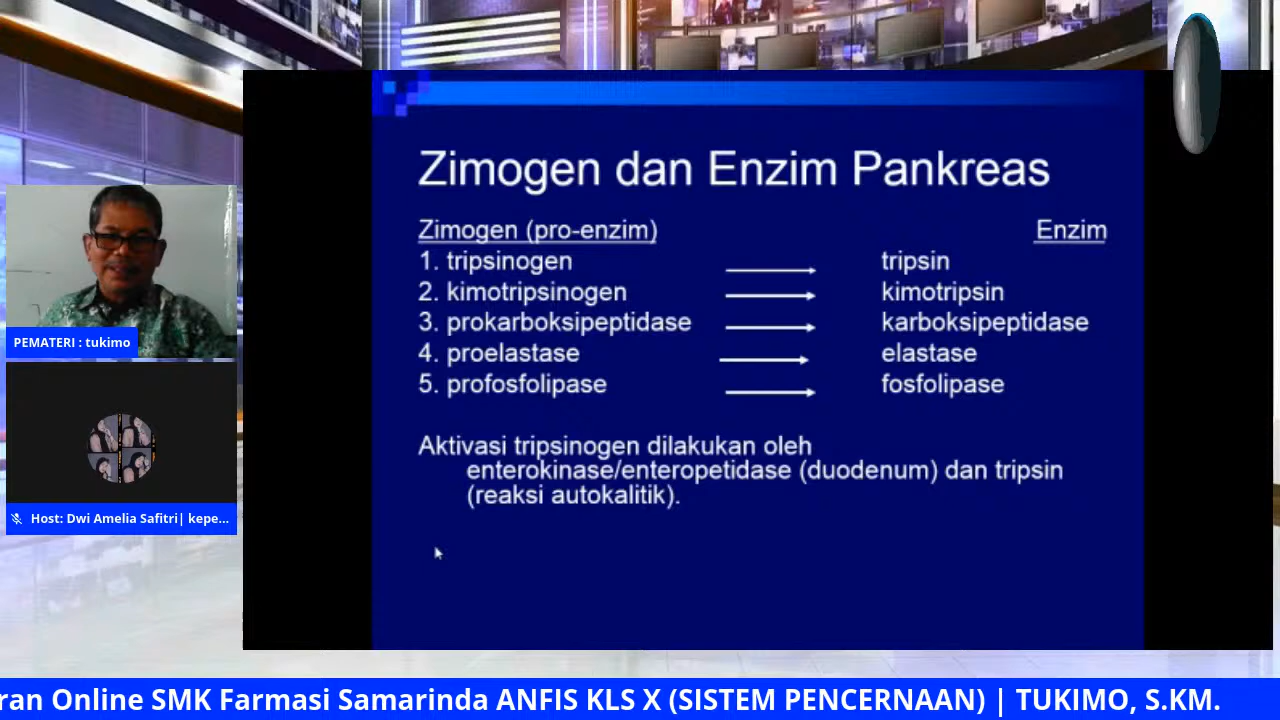 Zimogen dan Enzim Pankreas
Zimogen (pro-enzim) Enzim
1. tripsinogen tripsin
2. kimotripsinogen kimotripsin
3. prokarboksipeptidase karboksipeptidase
4. proelastase elastase
5. profosfolipase fosfolipase
Aktivasi tripsinogen dilakukan oleh
enterokinase/enteropetidase (duodenum) dan tripsin
(reaksi autokalitik).
PEMATERI : tukimo
Host: Dwi Amelia Safitri| kepe...
ran Online SMK Farmasi Samarinda ANFIS KLS X (SISTEM PENCERNAAN) | TUKIMO, S.KM.